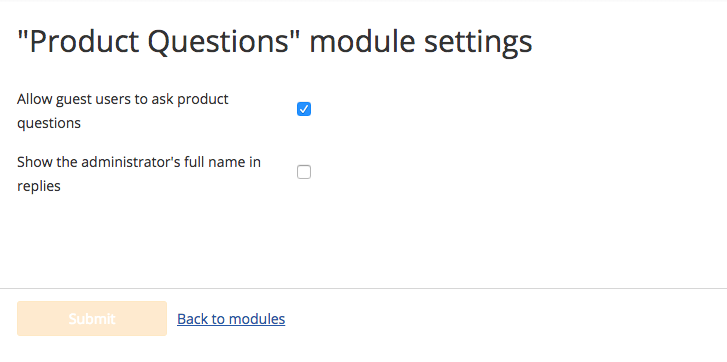 "Product Questions" module settings
Allow guest users to ask product
questions
Show the administrator's full name in
replies
Submit
Back to modules